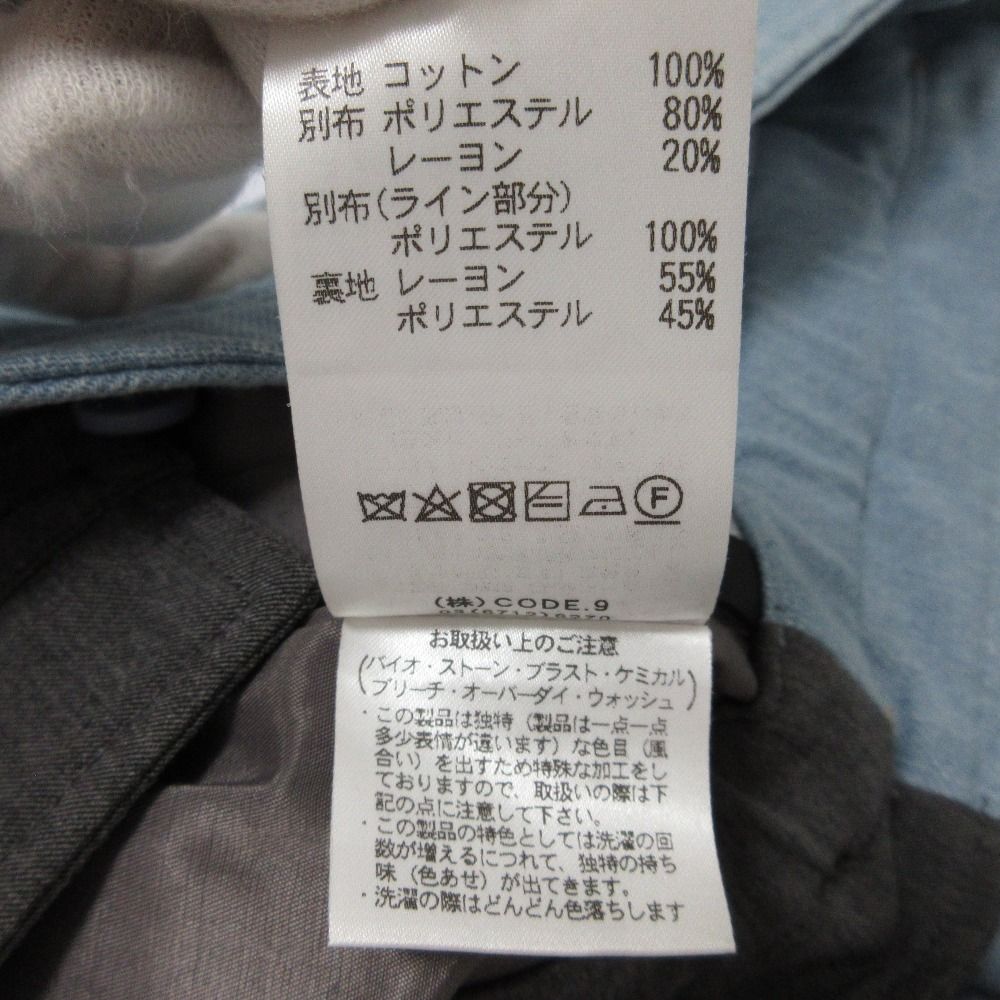 表地 コットン 100%
別布 ポリエステル 80%
レーヨン 20%
別布(ライン部分)
ポリエステル 100%
裏地 レーヨン 55%
ポリエステル 45%
F
(株)CODE.9
お取扱い上のご注意
(バイオ・ストーン・ブラスト・ケミカル
ブリーチ・オーバーダイ・ウォッシュ)
・この製品は独特(製品は一点一点
多少表情が違います)な色目(風
合い)を出すため特殊な加工をし
ておりますので、取扱いの際は下
記の点に注意して下さい。
・この製品の特色としては洗濯の回
数が増えるにつれて、独特の持ち
味(色あせ)が出てきます。
・洗濯の際はどんどん色落ちします